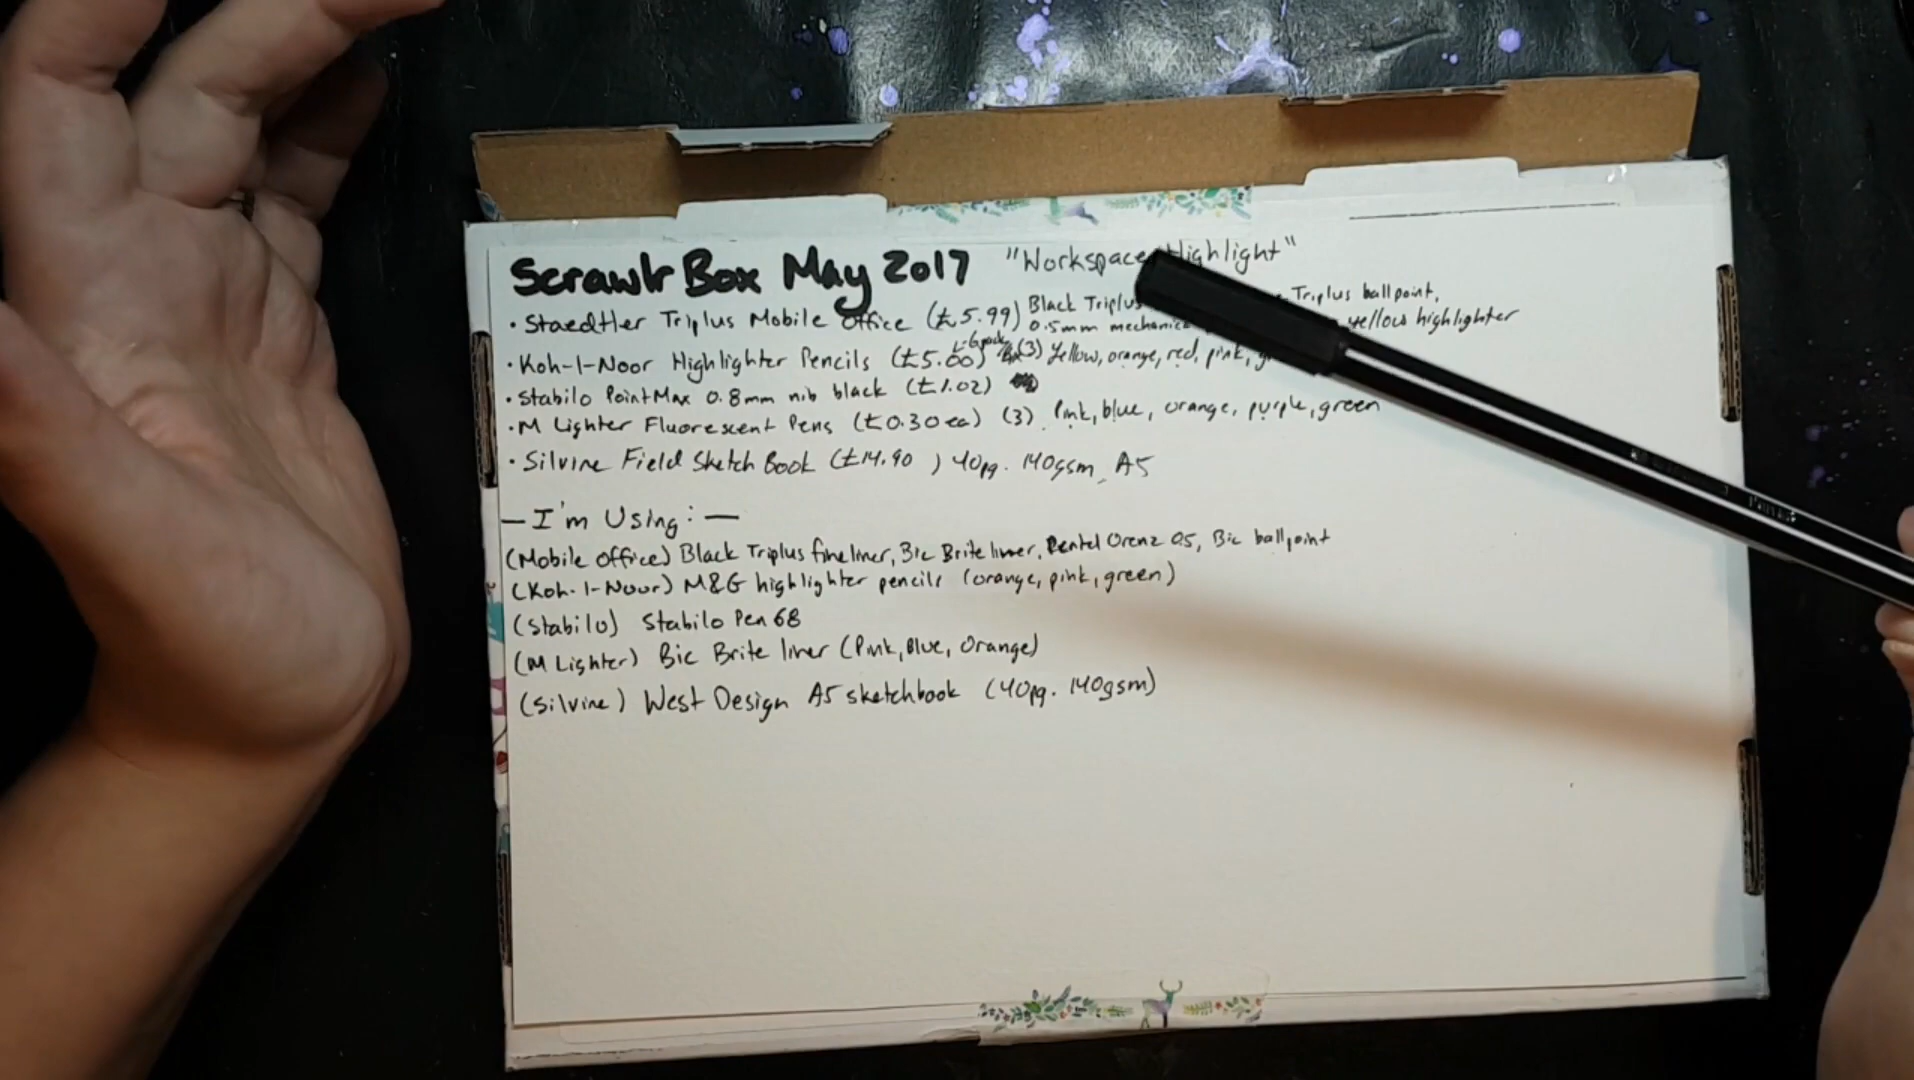 Scrawlr Box May 2017 "Workspace Highlight"
• Staedtler Triplus Mobile Office (£5.99) Black Triplus Triplus ballpoint,
0.5mm mechanic yellow highlighter
• Koh-I-Noor Highlighter Pencils (£5.00) (3) Yellow, orange, red, pink,
• Stabilo PointMax 0.8mm nib black (£1.02)
• M Lighter Fluorescent Pens (£0.30 ea) (3) Pink, blue, orange, purple, green
• Silvine Field Sketch Book (£14.90 ) 40pg. 140gsm A5
— I'm Using: —
(Mobile Office) Black Triplus fineliner, Bic Brite liner, Pentel Orenz 0.5, Bic ballpoint
(Koh-I-Noor) M&G highlighter pencils (orange, pink, green)
(Stabilo) Stabilo Pen 68
(M Lighter) Bic Brite liner (Pink, Blue, Orange)
(Silvine) West Design A5 sketchbook (40pg. 140gsm)